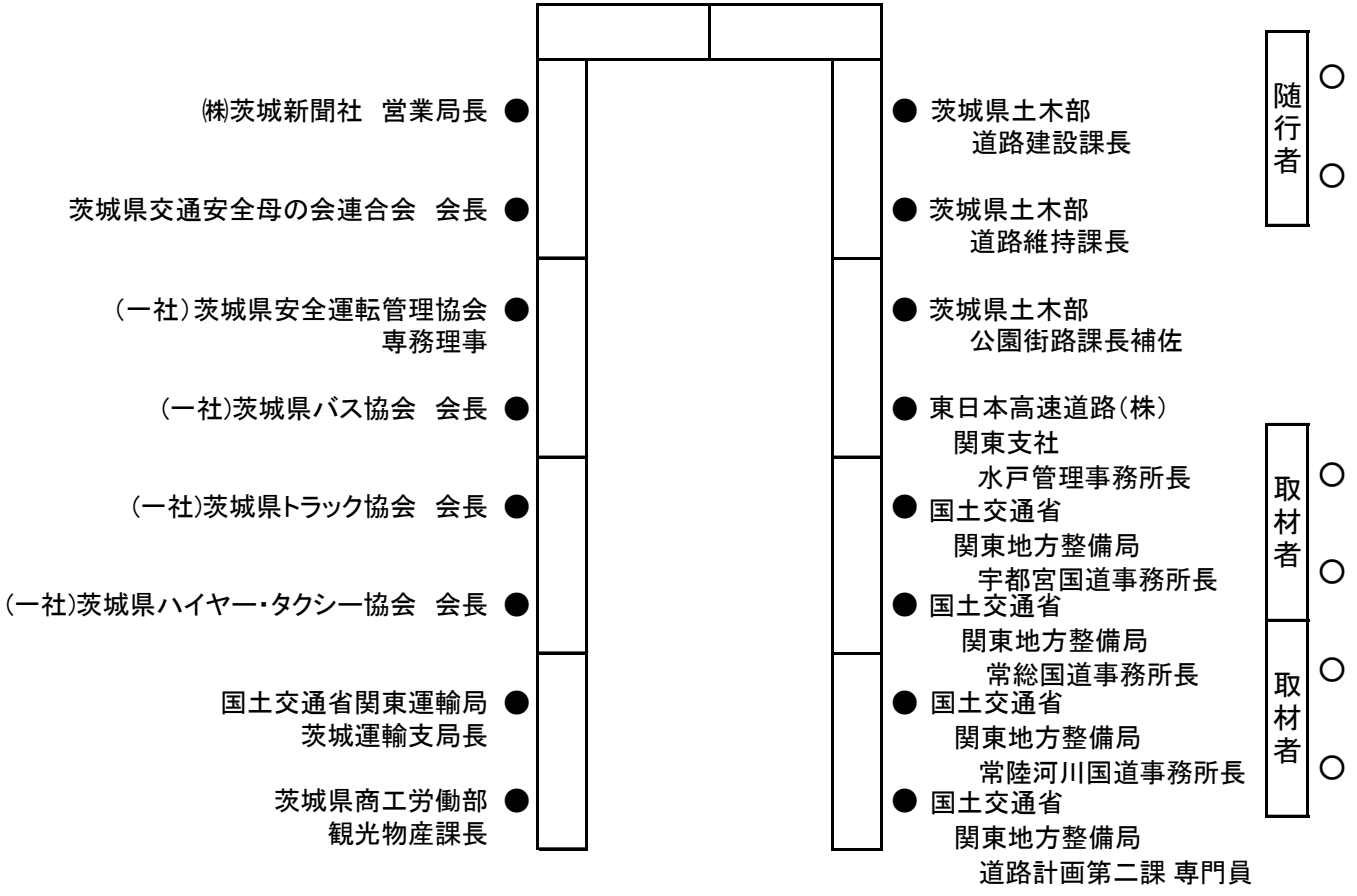 ㈱茨城新聞社　営業局長
茨城県交通安全母の会連合会　会長
(一社)茨城県安全運転管理協会
専務理事
(一社)茨城県バス協会　会長
(一社)茨城県トラック協会　会長
(一社)茨城県ハイヤー・タクシー協会　会長
国土交通省関東運輸局
茨城運輸支局長
茨城県商工労働部
観光物産課長
茨城県土木部
道路建設課長
茨城県土木部
道路維持課長
茨城県土木部
公園街路課長補佐
東日本高速道路(株)
関東支社
水戸管理事務所長
国土交通省
関東地方整備局
宇都宮国道事務所長
国土交通省
関東地方整備局
常総国道事務所長
国土交通省
関東地方整備局
常陸河川国道事務所長
国土交通省
関東地方整備局
道路計画第二課 専門員
随行者
取材者
取材者